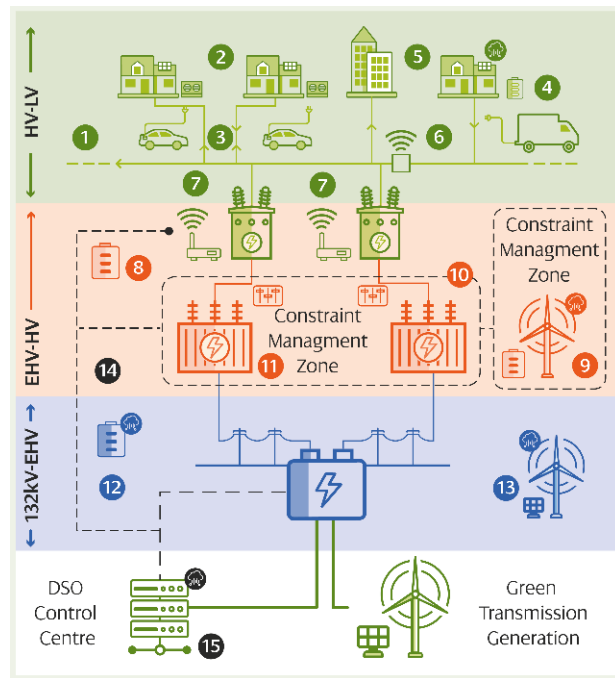 HV-LV
2
5
4
1
3
6
7
7
EHV-HV
8
10
Constraint
Managment
Zone
9
Constraint
Managment
Zone
11
14
132kV-EHV
12
13
DSO
Control
Centre
15
Green
Transmission
Generation